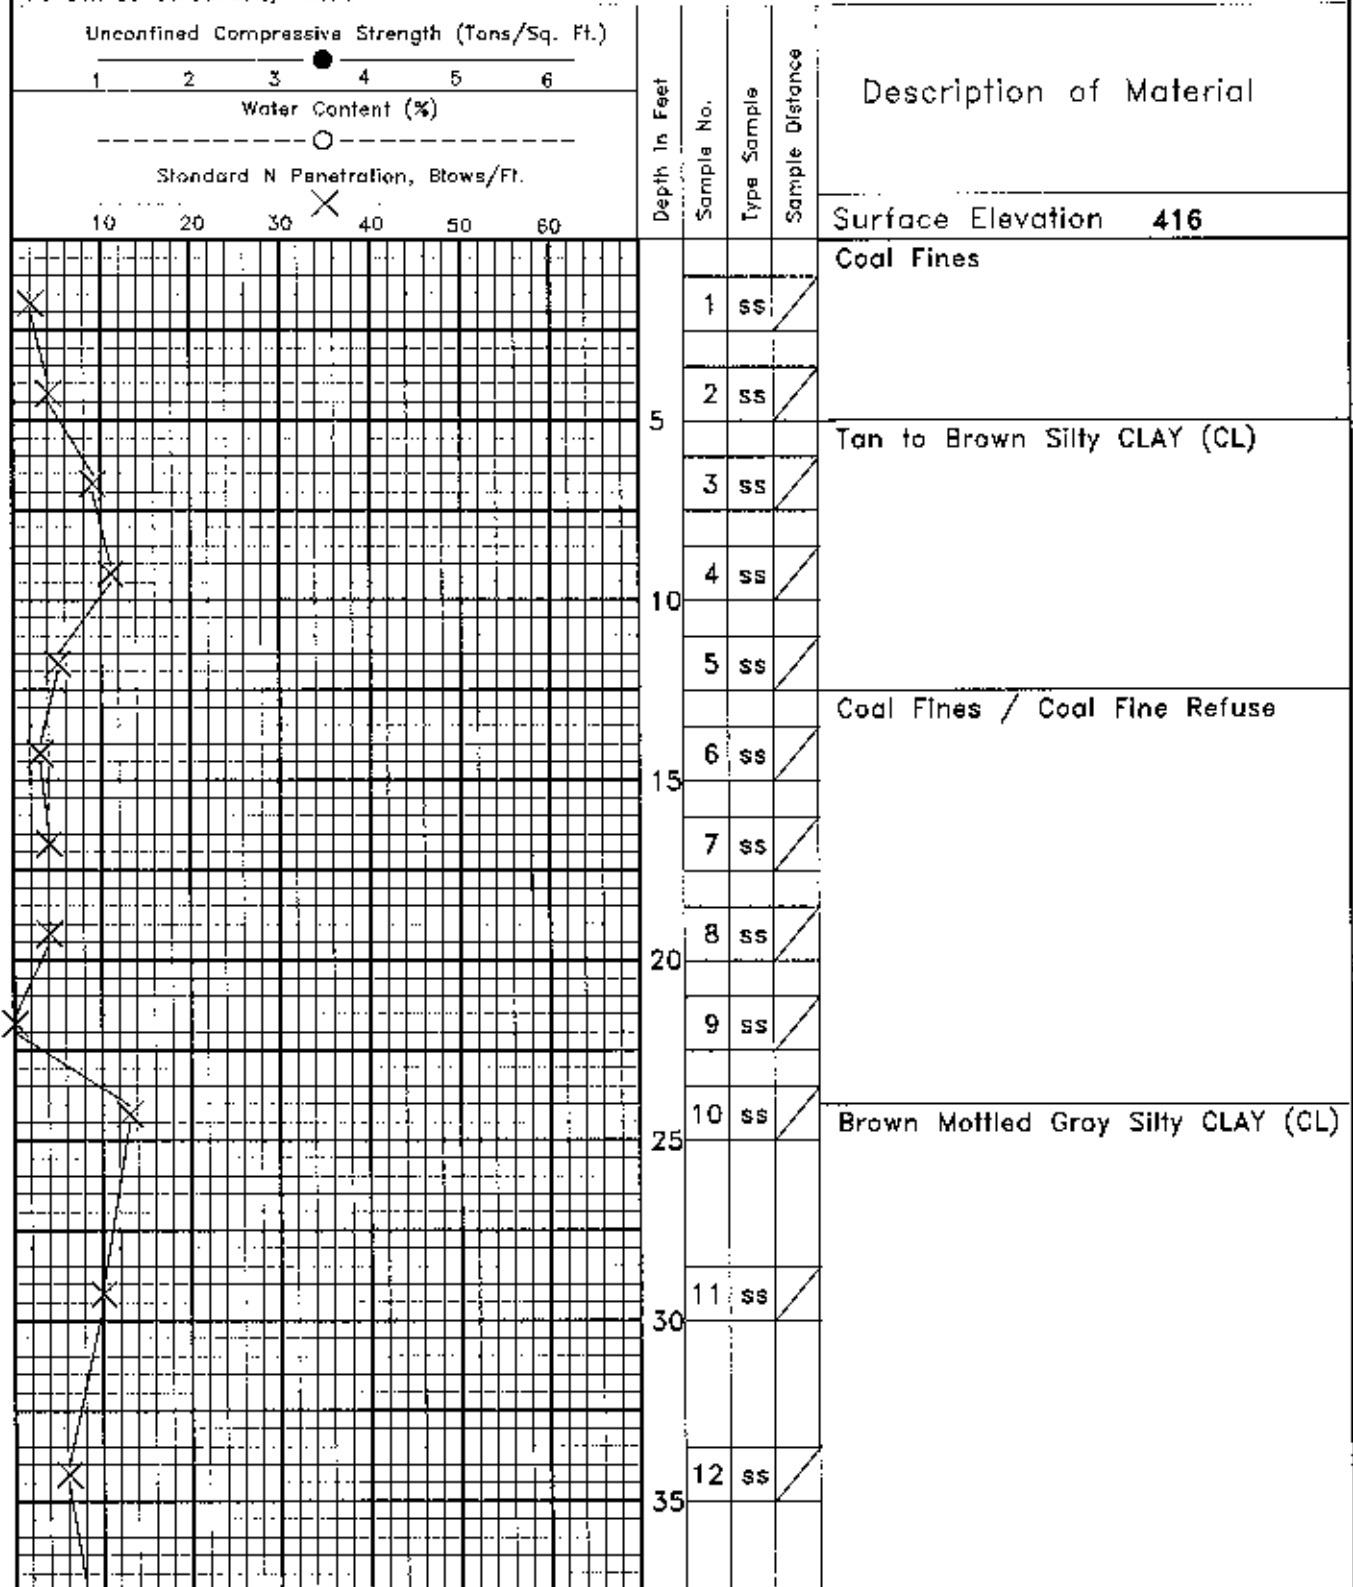 Unconfined Compressive Strength (Tons/Sq. Ft.)
1 2 3 4 5 6
Water Content (%)
Standard N Penetration, Blows/Ft.
10 20 30 40 50 60
Depth In Feet
Sample No.
Type Sample
Sample Distance
Description of Material
Surface Elevation 416
Coal Fines
1 ss
2 ss
5
Tan to Brown Silty CLAY (CL)
3 ss
4 ss
10
5 ss
Coal Fines / Coal Fine Refuse
6 ss
15
7 ss
8 ss
20
9 ss
10 ss
Brown Mottled Gray Silty CLAY (CL)
25
11 ss
30
12 ss
35